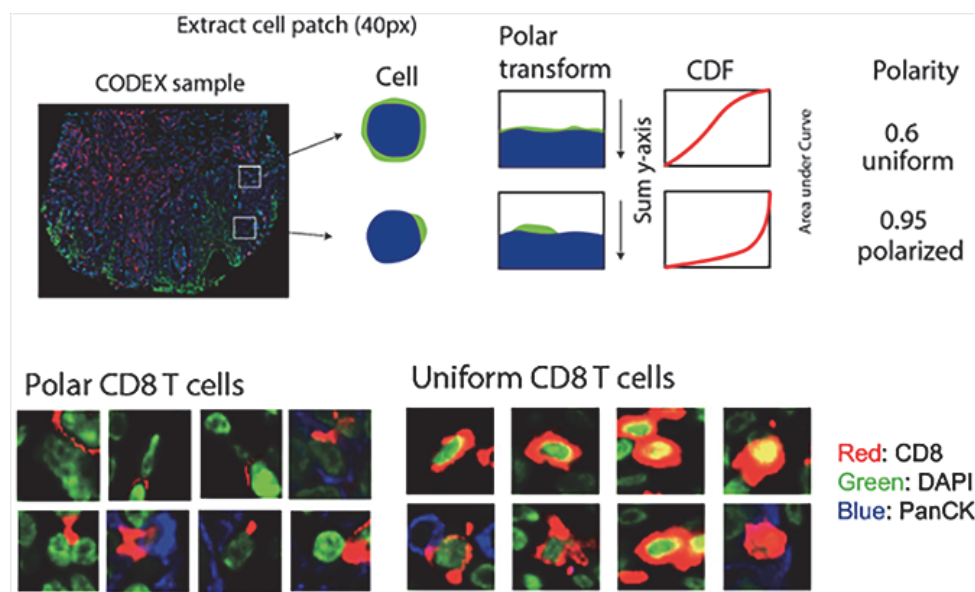 Extract cell patch (40px)
CODEX sample
Cell
Polar
transform
CDF
Polarity
Sum y-axis
Area under Curve
0.6
uniform
0.95
polarized
Polar CD8 T cells
Uniform CD8 T cells
Red: CD8
Green: DAPI
Blue: PanCK